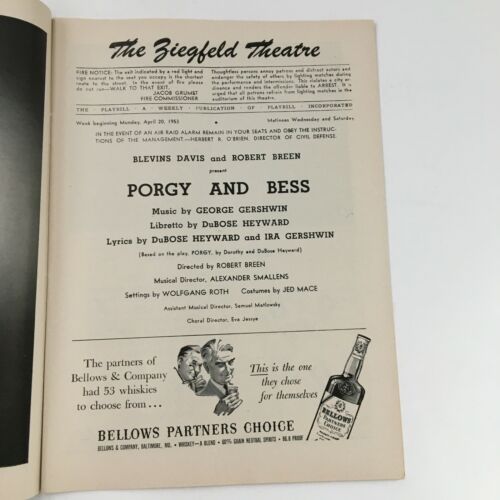 The Ziegfeld Theatre
FIRE NOTICE: The exit indicated by a red light and
sign nearest to the seat you occupy is the shortest
route to the street. In the event of fire please
do not run—WALK TO THAT EXIT.
JACOB GRUMET
FIRE COMMISSIONER
Thoughtless persons annoy patrons and distract actors and
endanger the safety of others by lighting matches during
the performance and intermissions. This violates a city or-
dinance and renders the offender liable to ARREST. It is
urged that all patrons refrain from lighting matches in the
auditorium of this theatre.
THE · PLAYBILL · A · WEEKLY · PUBLICATION · OF · PLAYBILL · INCORPORATED
Week beginning Monday, April 20, 1953
Matinees Wednesday and Saturday
IN THE EVENT OF AN AIR RAID ALARM REMAIN IN YOUR SEATS AND OBEY THE INSTRUC-
TIONS OF THE MANAGEMENT.—HERBERT R. O'BRIEN, DIRECTOR OF CIVIL DEFENSE.
BLEVINS DAVIS and ROBERT BREEN
present
PORGY AND BESS
Music by GEORGE GERSHWIN
Libretto by DuBOSE HEYWARD
Lyrics by DuBOSE HEYWARD and IRA GERSHWIN
(Based on the play, PORGY, by Dorothy and DuBose Heyward)
Directed by ROBERT BREEN
Musical Director, ALEXANDER SMALLENS
Settings by WOLFGANG ROTH Costumes by JED MACE
Assistant Musical Director, Samuel Matlowsky
Choral Director, Eva Jessye
The partners of
Bellows & Company
had 53 whiskies
to choose from...
This is the one
they chose
for themselves
BELLOWS
PARTNERS
CHOICE
BELLOWS PARTNERS CHOICE
BELLOWS & COMPANY, BALTIMORE, MD. • WHISKEY—A BLEND • 60% GRAIN NEUTRAL SPIRITS • 86.8 PROOF